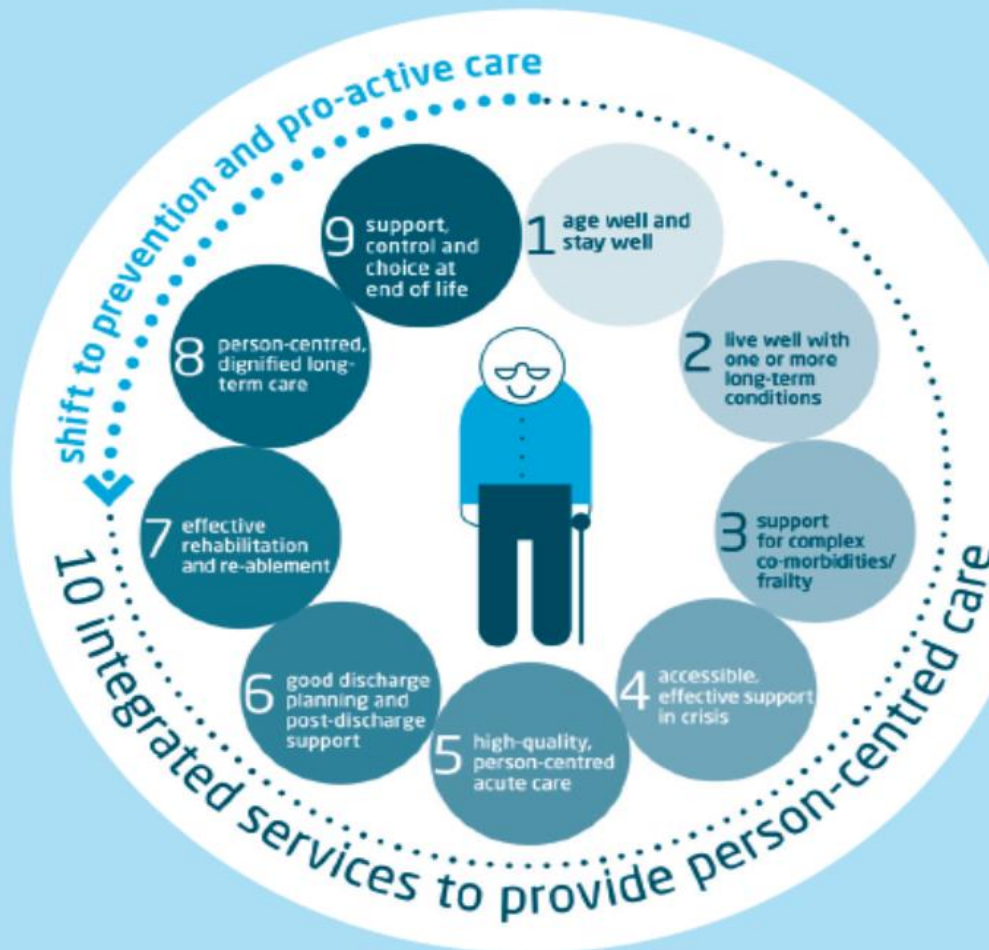 shift to prevention and pro-active care
1 age well and
stay well
2 live well with
one or more
long-term
conditions
3 support
for complex
co-morbidities/
frailty
4 accessible,
effective support
in crisis
5 high-quality,
person-centred
acute care
6 good discharge
planning and
post-discharge
support
7 effective
rehabilitation
and re-ablement
8 person-centred,
dignified long-
term care
9 support,
control and
choice at
end of life
10 integrated services to provide person-centred care